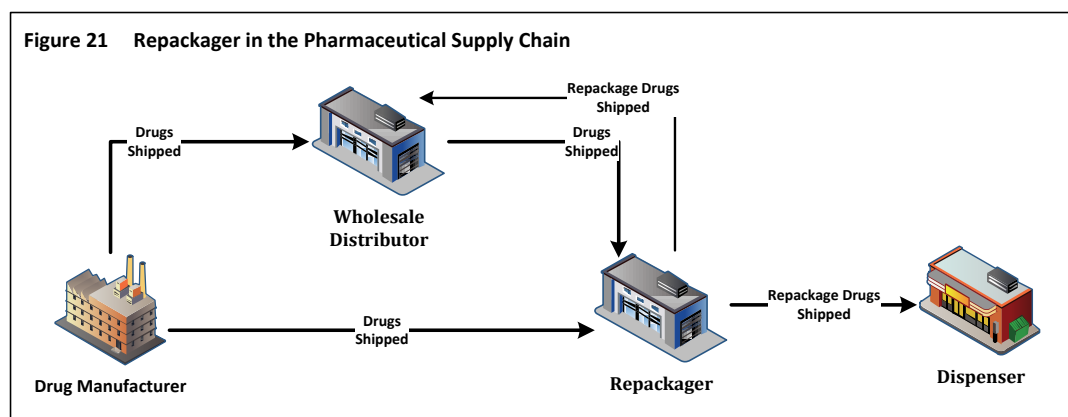 Figure 21 Repackager in the Pharmaceutical Supply Chain
Repackage Drugs
Shipped
Drugs
Shipped
Drugs
Shipped
Wholesale
Distributor
Repackage Drugs
Shipped
Drugs
Shipped
Drug Manufacturer
Repackager
Dispenser